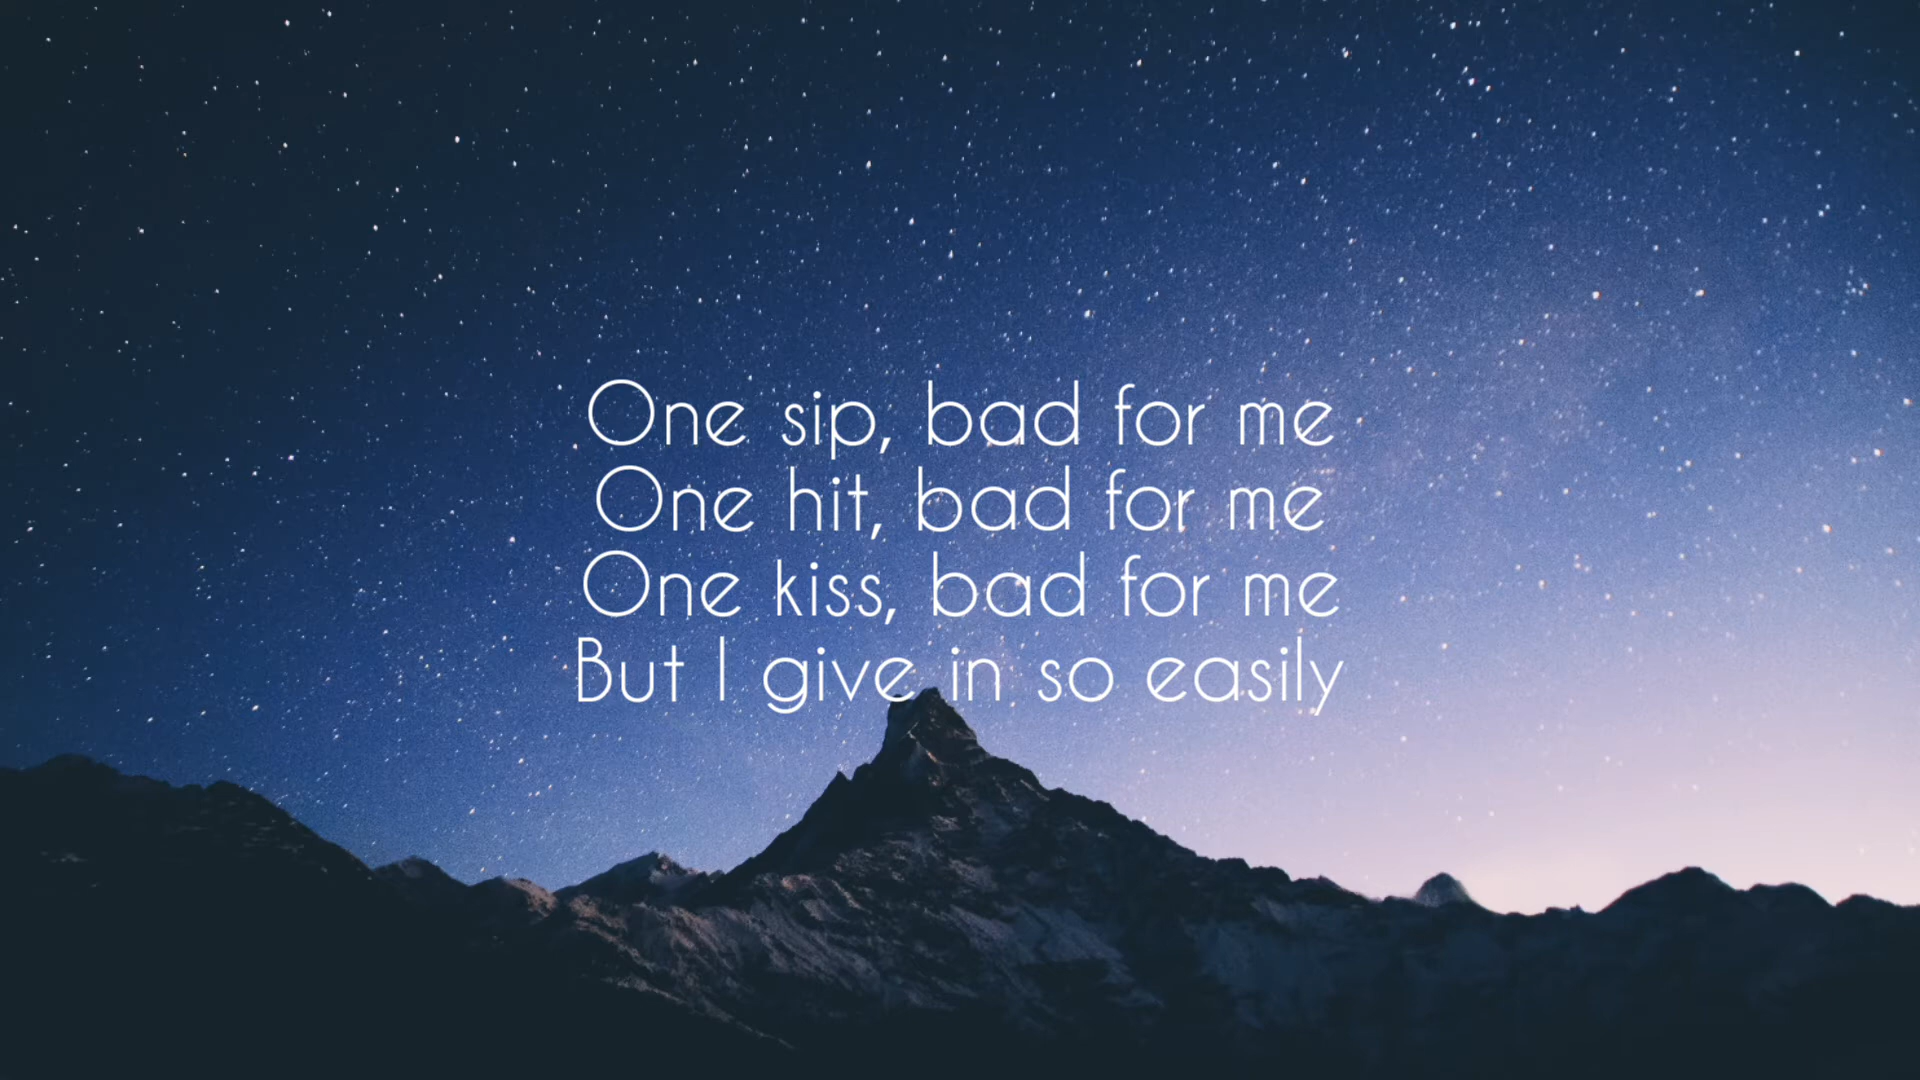 One sip, bad for me
One hit, bad for me
One kiss, bad for me
But I give in so easily